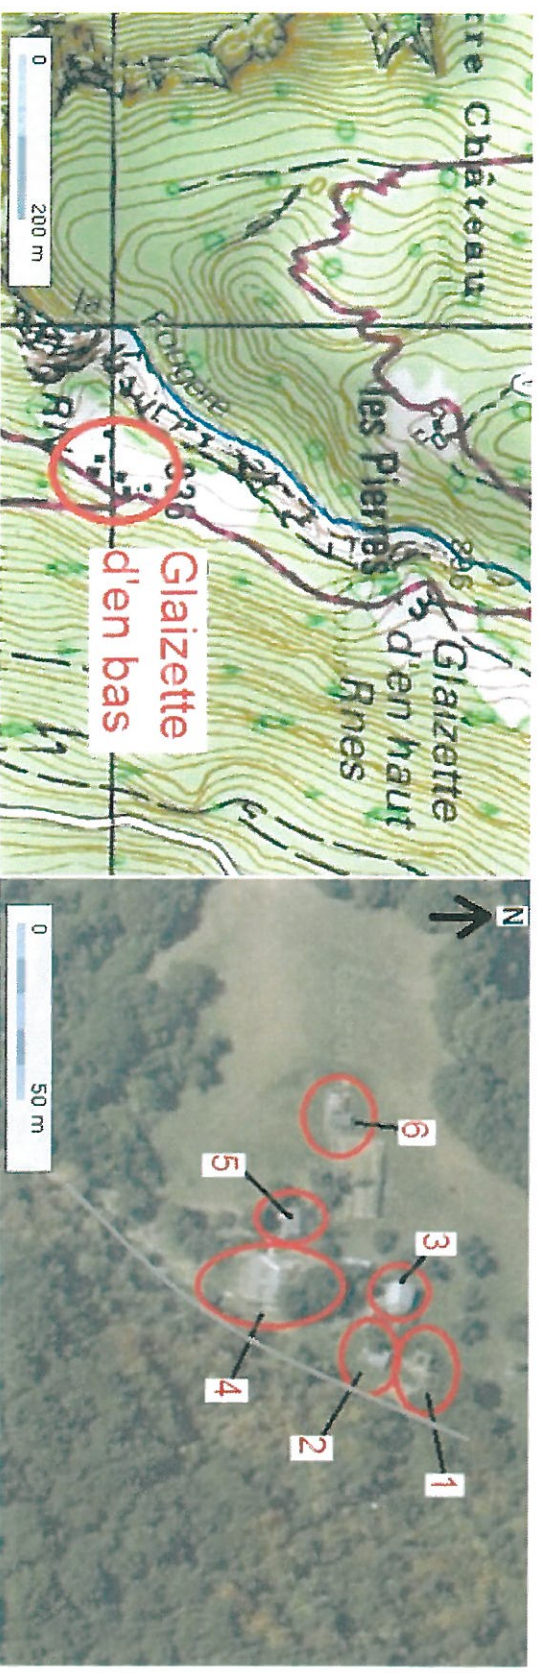 rre Château
les Pierres
Glaizette
d'en haut
Rnes
Glaizette
d'en bas
0 200 m
N
1
2
3
4
5
6
0 50 m